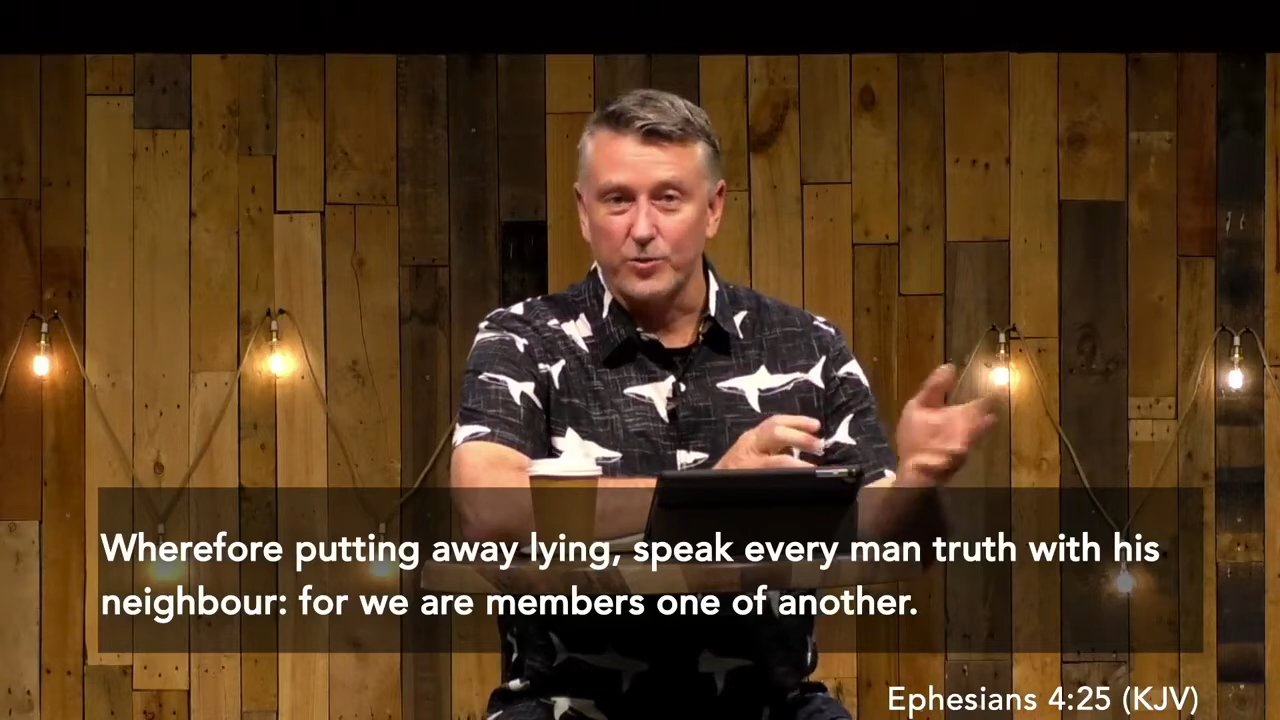 Wherefore putting away lying, speak every man truth with his
neighbour: for we are members one of another.
Ephesians 4:25 (KJV)